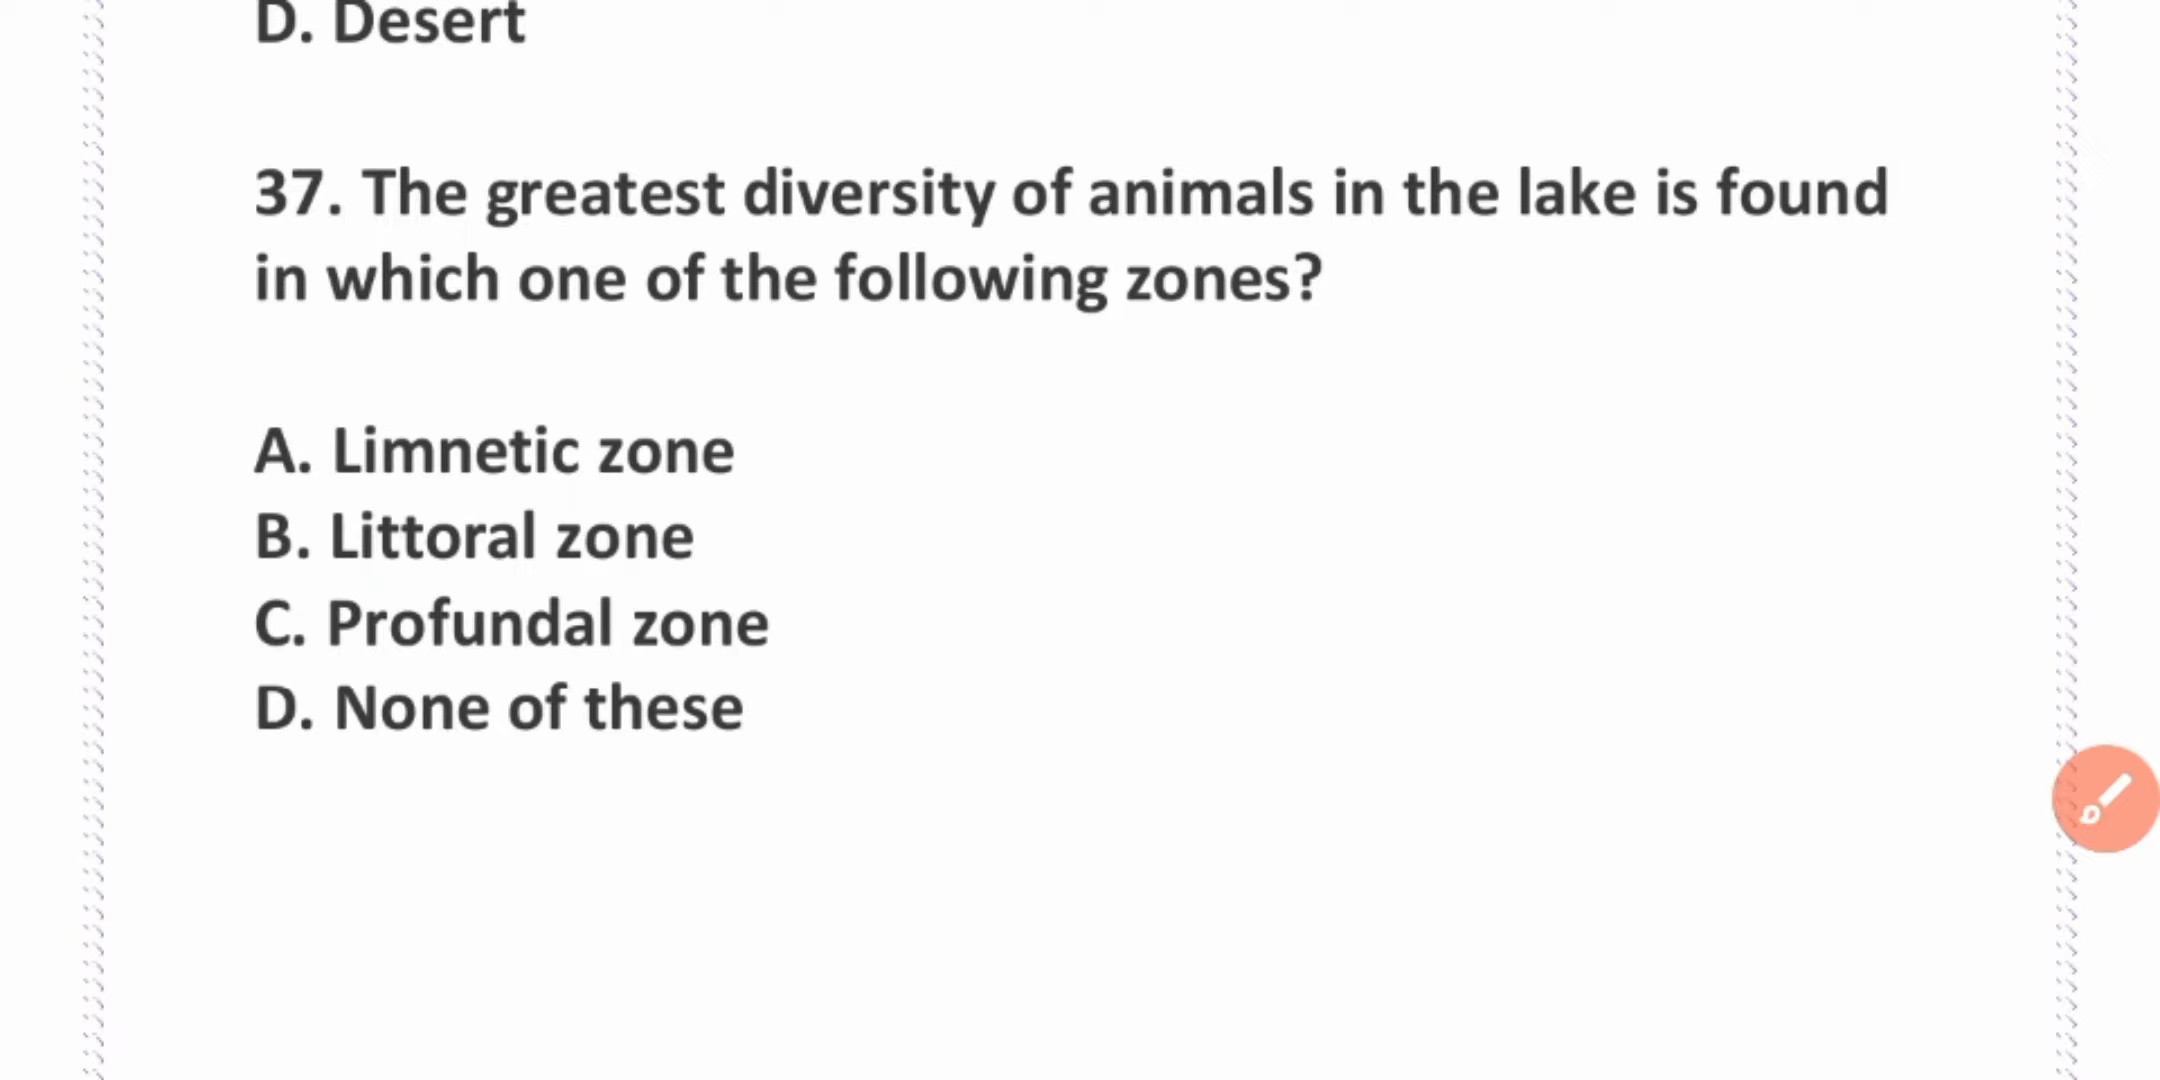 D. Desert
37. The greatest diversity of animals in the lake is found
in which one of the following zones?
A. Limnetic zone
B. Littoral zone
C. Profundal zone
D. None of these